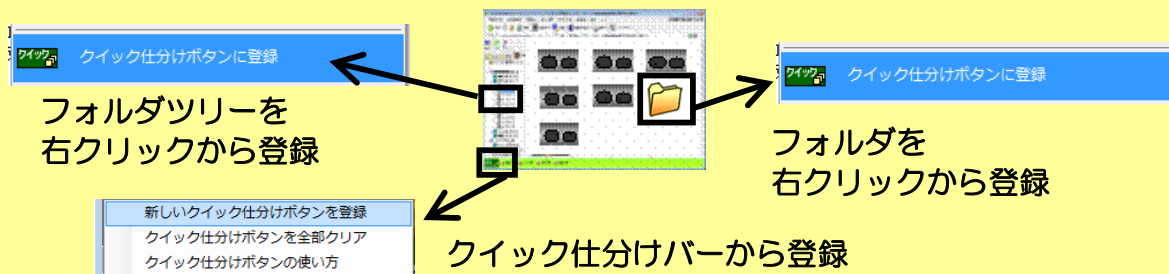 クイック クイック仕分けボタンに登録
フォルダツリーを
右クリックから登録
クイック クイック仕分けボタンに登録
フォルダを
右クリックから登録
新しいクイック仕分けボタンを登録
クイック仕分けボタンを全部クリア
クイック仕分けボタンの使い方
クイック仕分けバーから登録